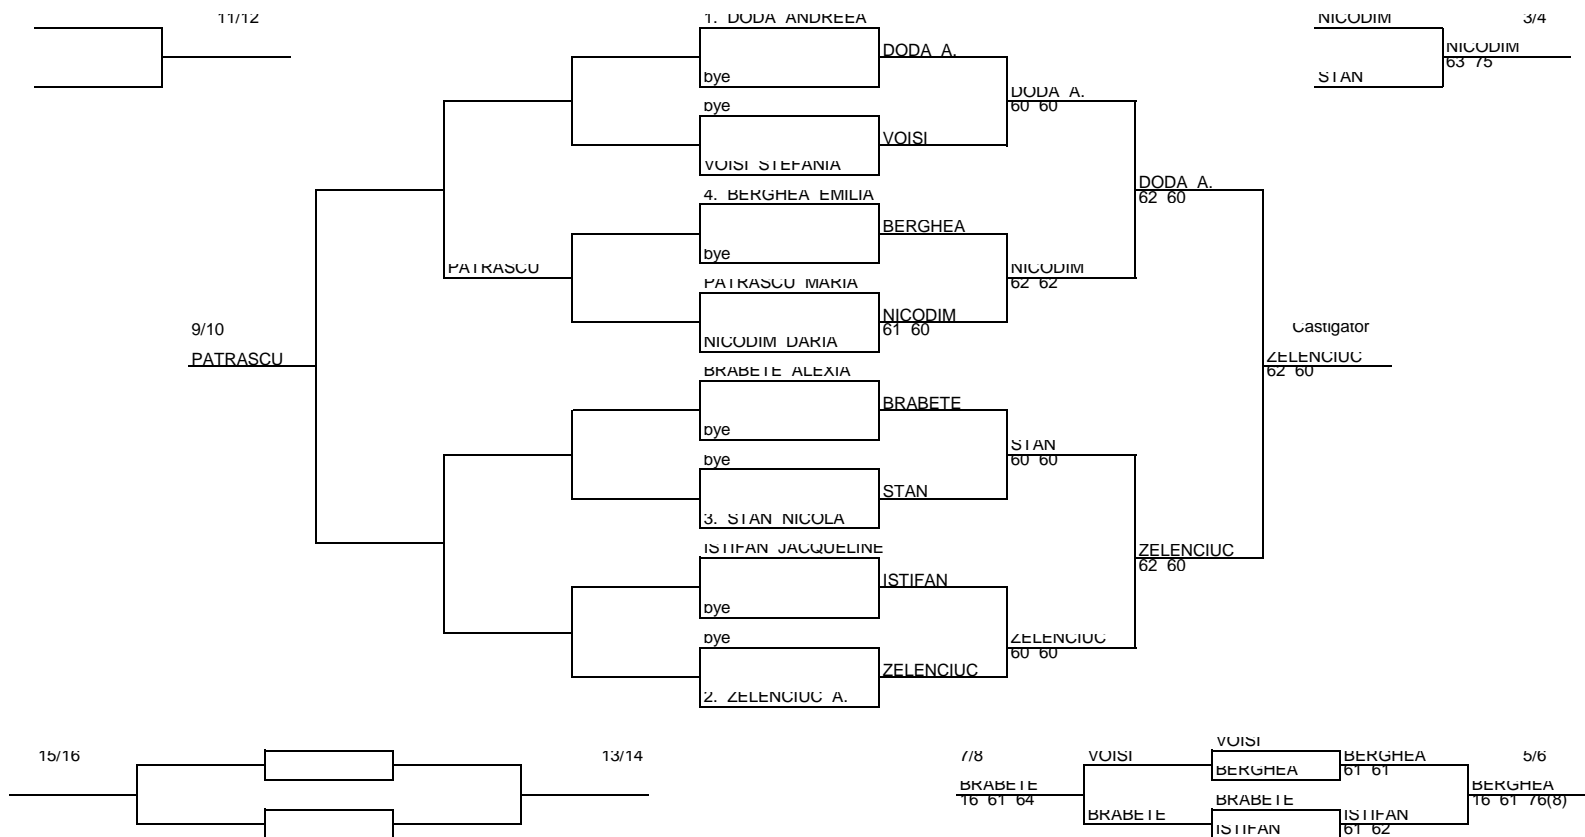 11/12
1. DODA ANDREEA
NICODIM
3/4
DODA A.
NICODIM
63 75
bye
STAN
DODA A.
60 60
bye
VOISI
VOISI STEFANIA
DODA A.
62 60
4. BERGHEA EMILIA
BERGHEA
bye
PATRASCU
NICODIM
62 62
PATRASCU MARIA
NICODIM
61 60
9/10
Castigator
NICODIM DARIA
PATRASCU
ZELENCIUC
62 60
BRABETE ALEXIA
BRABETE
bye
STAN
60 60
bye
STAN
3. STAN NICOLA
ISTIFAN JACQUELINE
ZELENCIUC
62 60
ISTIFAN
bye
bye
ZELENCIUC
60 60
ZELENCIUC
2. ZELENCIUC A.
15/16
13/14
7/8
VOISI
VOISI
BERGHEA
61 61
5/6
BERGHEA
BRABETE
16 61 64
BERGHEA
16 61 76(8)
BRABETE
BRABETE
ISTIFAN
61 62
ISTIFAN